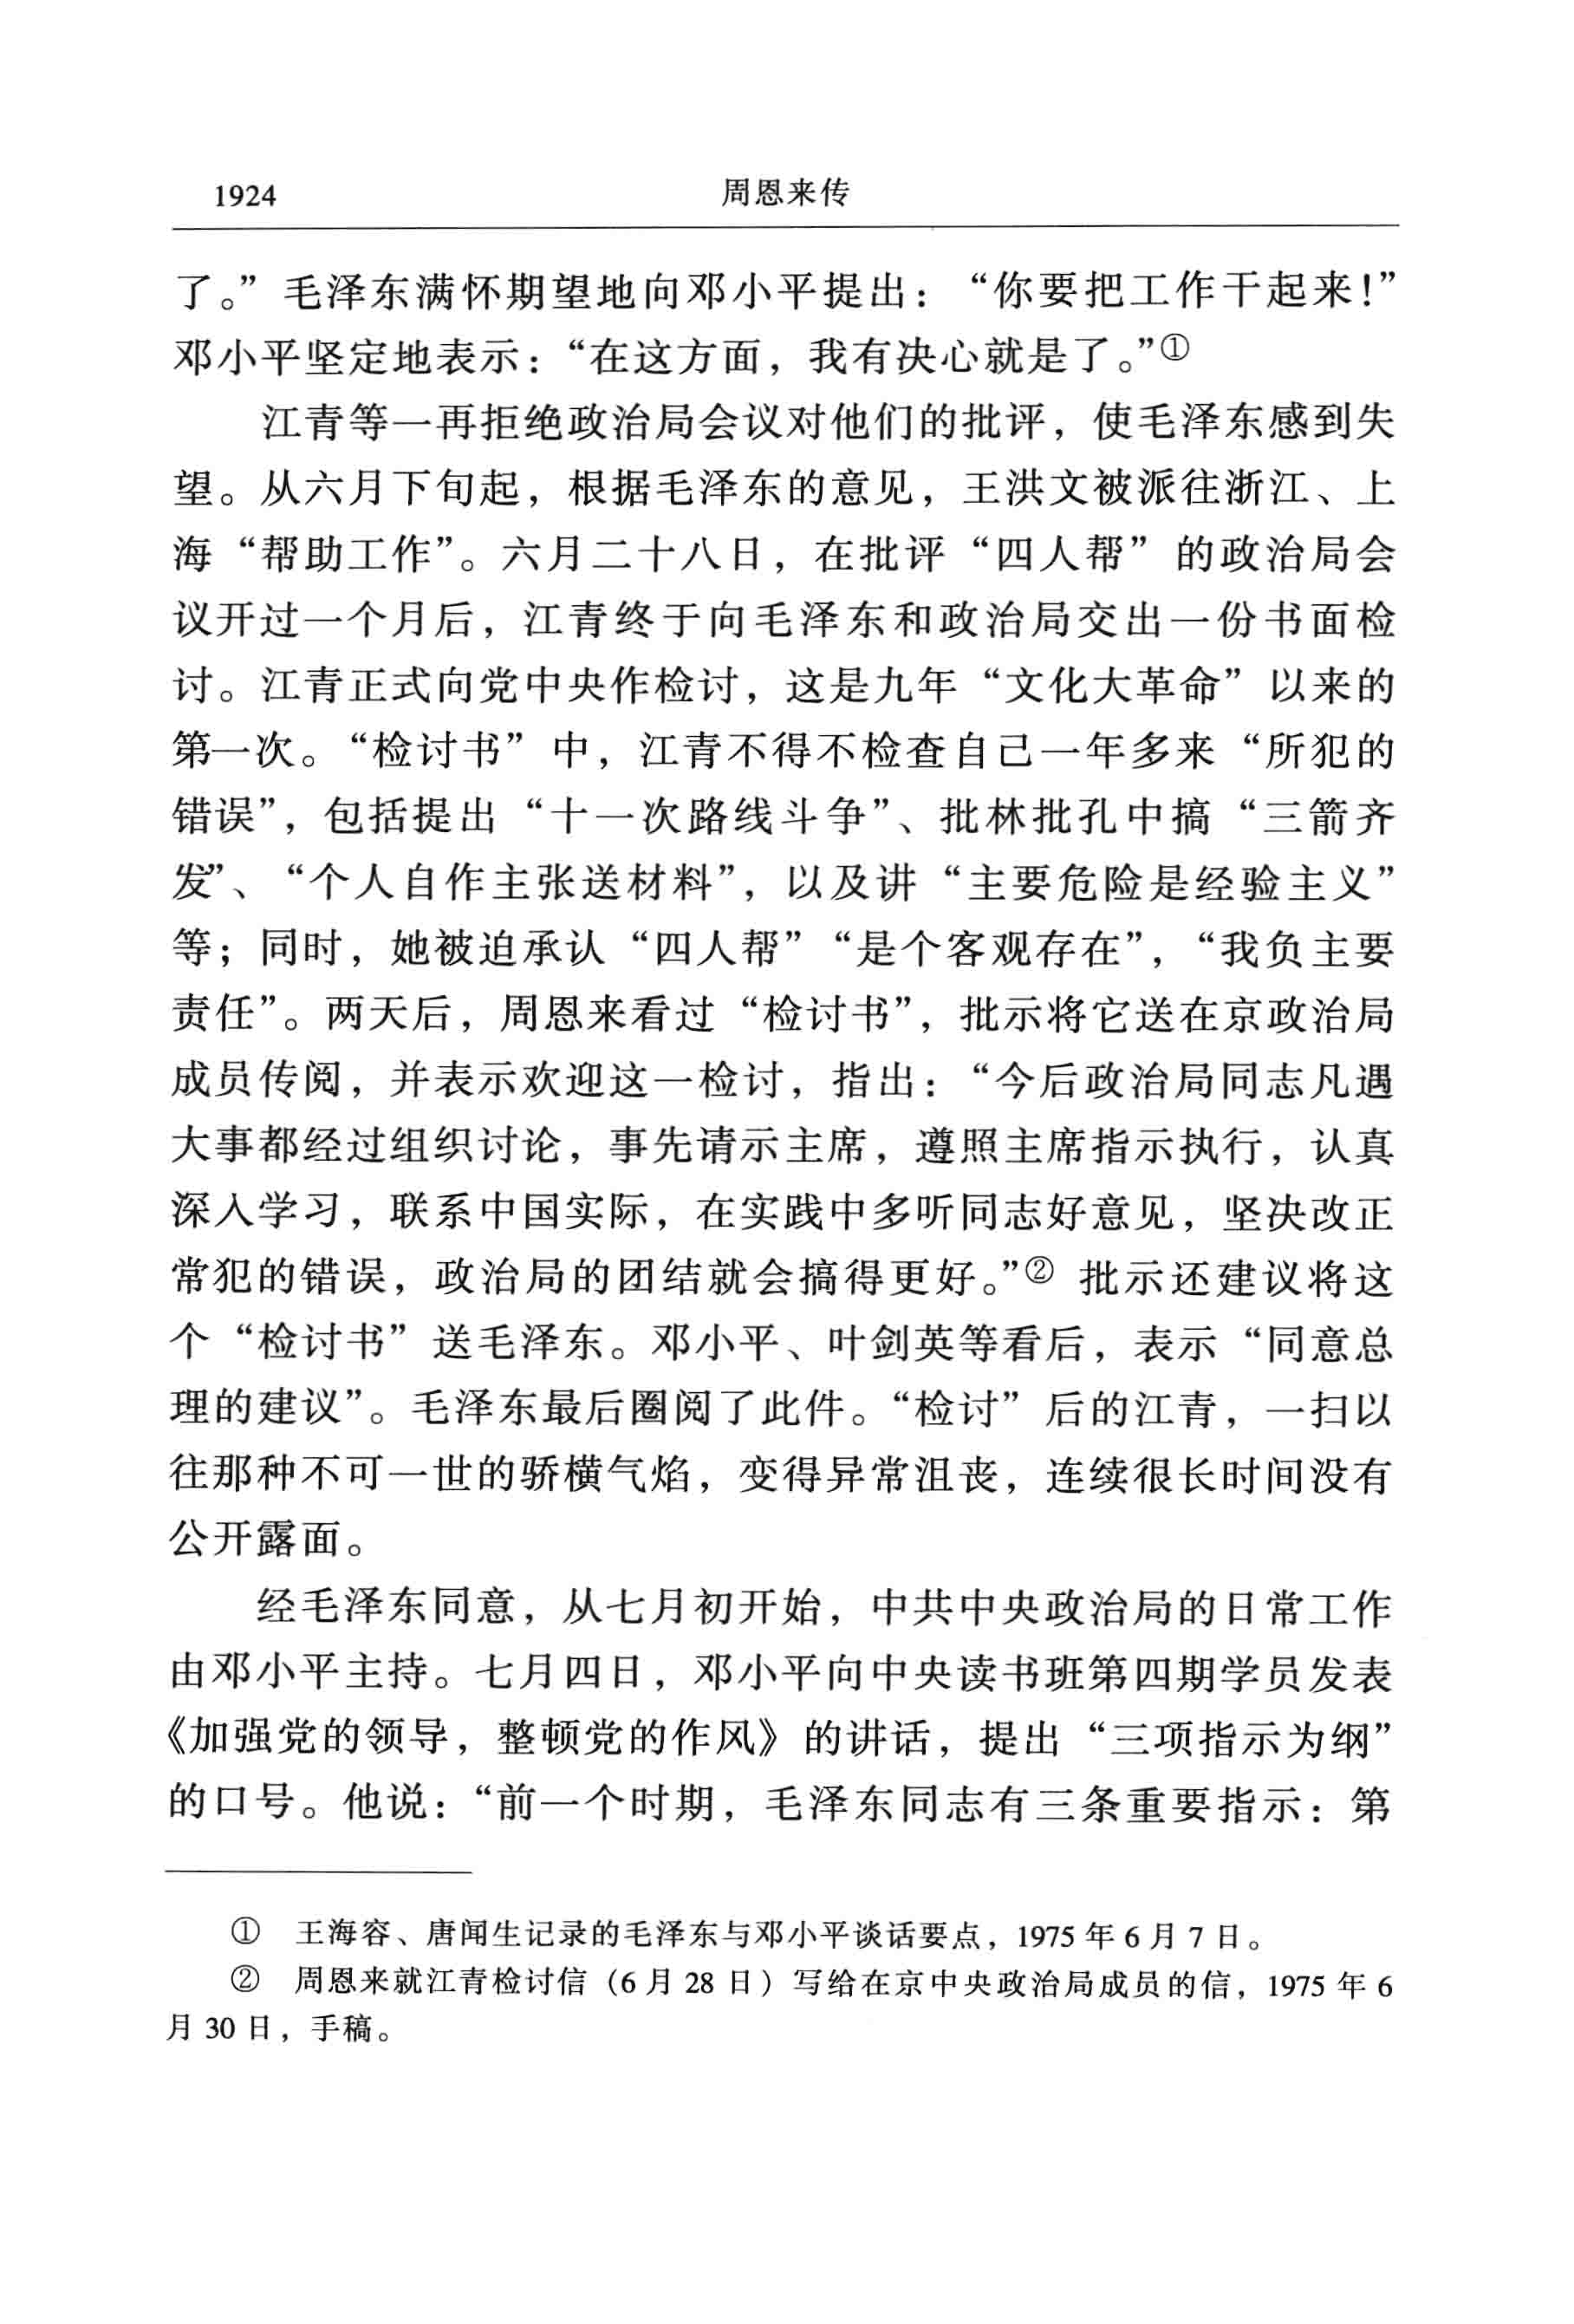 1924 周恩来传
了。”毛泽东满怀期望地向邓小平提出：“你要把工作干起来！”
邓小平坚定地表示：“在这方面，我有决心就是了。”①
江青等一再拒绝政治局会议对他们的批评，使毛泽东感到失
望。从六月下旬起，根据毛泽东的意见，王洪文被派往浙江、上
海“帮助工作”。六月二十八日，在批评“四人帮”的政治局会
议开过一个月后，江青终于向毛泽东和政治局交出一份书面检
讨。江青正式向党中央作检讨，这是九年“文化大革命”以来的
第一次。“检讨书”中，江青不得不检查自己一年多来“所犯的
错误”，包括提出“十一次路线斗争”、批林批孔中搞“三箭齐
发”、“个人自作主张送材料”，以及讲“主要危险是经验主义”
等；同时，她被迫承认“四人帮”“是个客观存在”，“我负主要
责任”。两天后，周恩来看过“检讨书”，批示将它送在京政治局
成员传阅，并表示欢迎这一检讨，指出：“今后政治局同志凡遇
大事都经过组织讨论，事先请示主席，遵照主席指示执行，认真
深入学习，联系中国实际，在实践中多听同志好意见，坚决改正
常犯的错误，政治局的团结就会搞得更好。”② 批示还建议将这
个“检讨书”送毛泽东。邓小平、叶剑英等看后，表示“同意总
理的建议”。毛泽东最后圈阅了此件。“检讨”后的江青，一扫以
往那种不可一世的骄横气焰，变得异常沮丧，连续很长时间没有
公开露面。
经毛泽东同意，从七月初开始，中共中央政治局的日常工作
由邓小平主持。七月四日，邓小平向中央读书班第四期学员发表
《加强党的领导，整顿党的作风》的讲话，提出“三项指示为纲”
的口号。他说：“前一个时期，毛泽东同志有三条重要指示：第
① 王海容、唐闻生记录的毛泽东与邓小平谈话要点，1975 年 6 月 7 日。
② 周恩来就江青检讨信（6 月 28 日）写给在京中央政治局成员的信，1975 年 6
月 30 日，手稿。